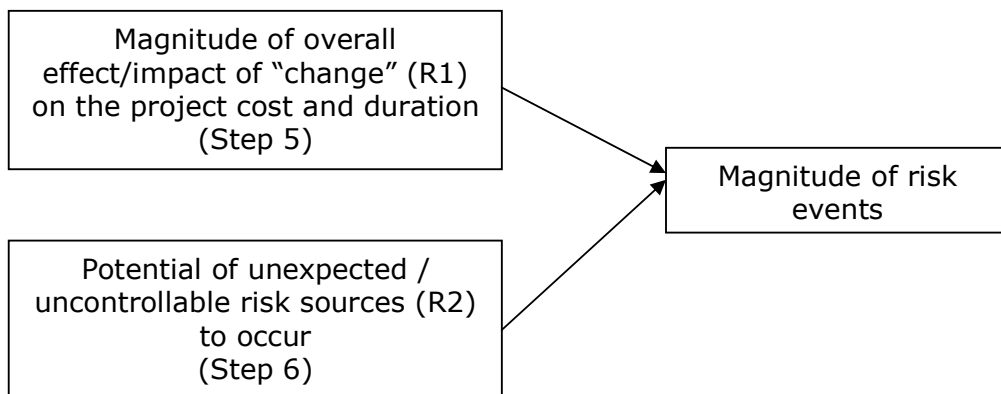 Magnitude of overall
effect/impact of “change” (R1)
on the project cost and duration
(Step 5)
Magnitude of risk
events
Potential of unexpected /
uncontrollable risk sources (R2)
to occur
(Step 6)